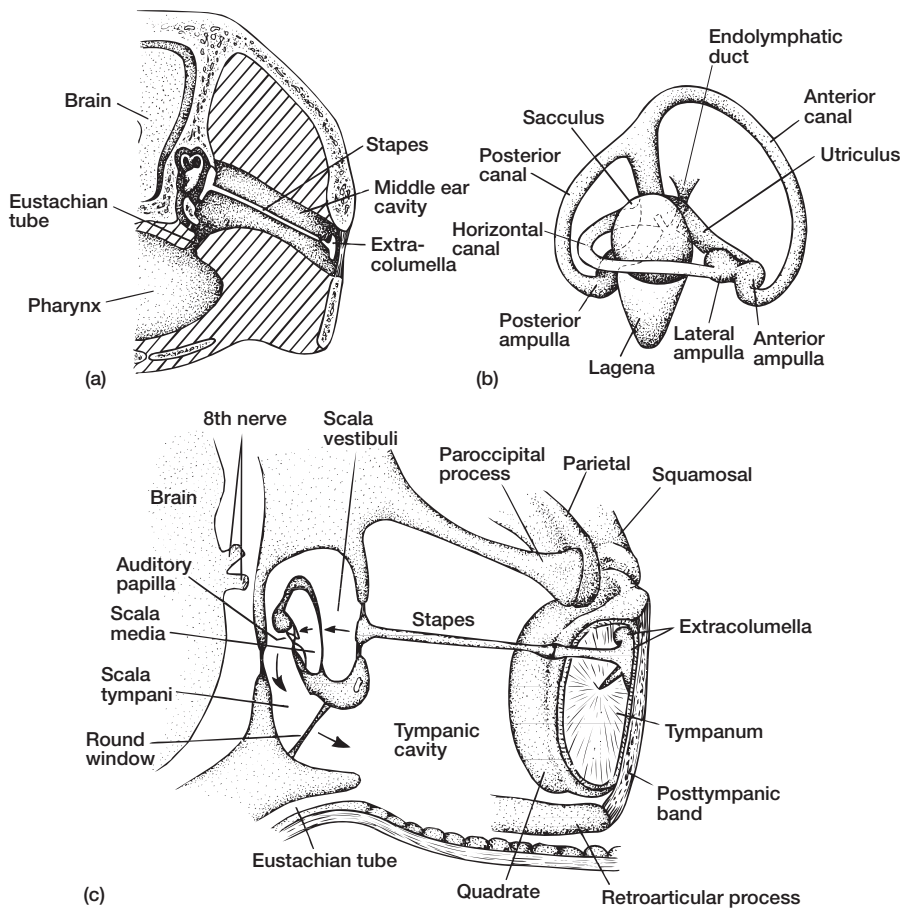 Brain
Stapes
Middle ear
cavity
Eustachian
tube
Extra-
columella
Pharynx
(a)
Endolymphatic
duct
Sacculus
Anterior
canal
Posterior
canal
Utriculus
Horizontal
canal
Posterior
ampulla
Lateral
ampulla
Anterior
ampulla
Lagena
(b)
8th nerve
Scala
vestibuli
Paroccipital
process
Parietal
Squamosal
Brain
Auditory
papilla
Scala
media
Stapes
Extracolumella
Scala
tympani
Tympanic
cavity
Tympanum
Round
window
Posttympanic
band
Eustachian tube
Quadrate
Retroarticular process
(c)